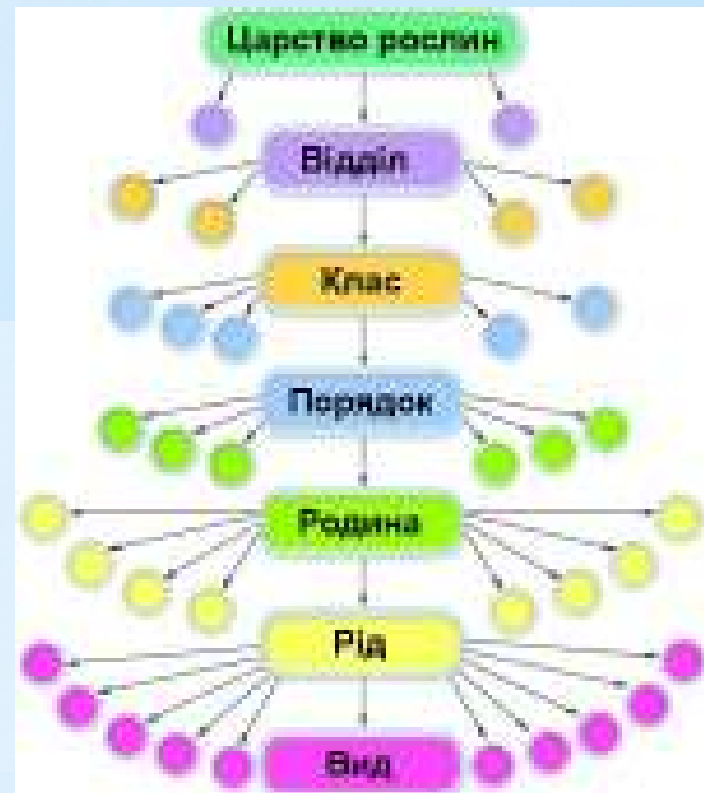 Царство рослин
Відділ
Клас
Порядок
Родина
Рід
Вид